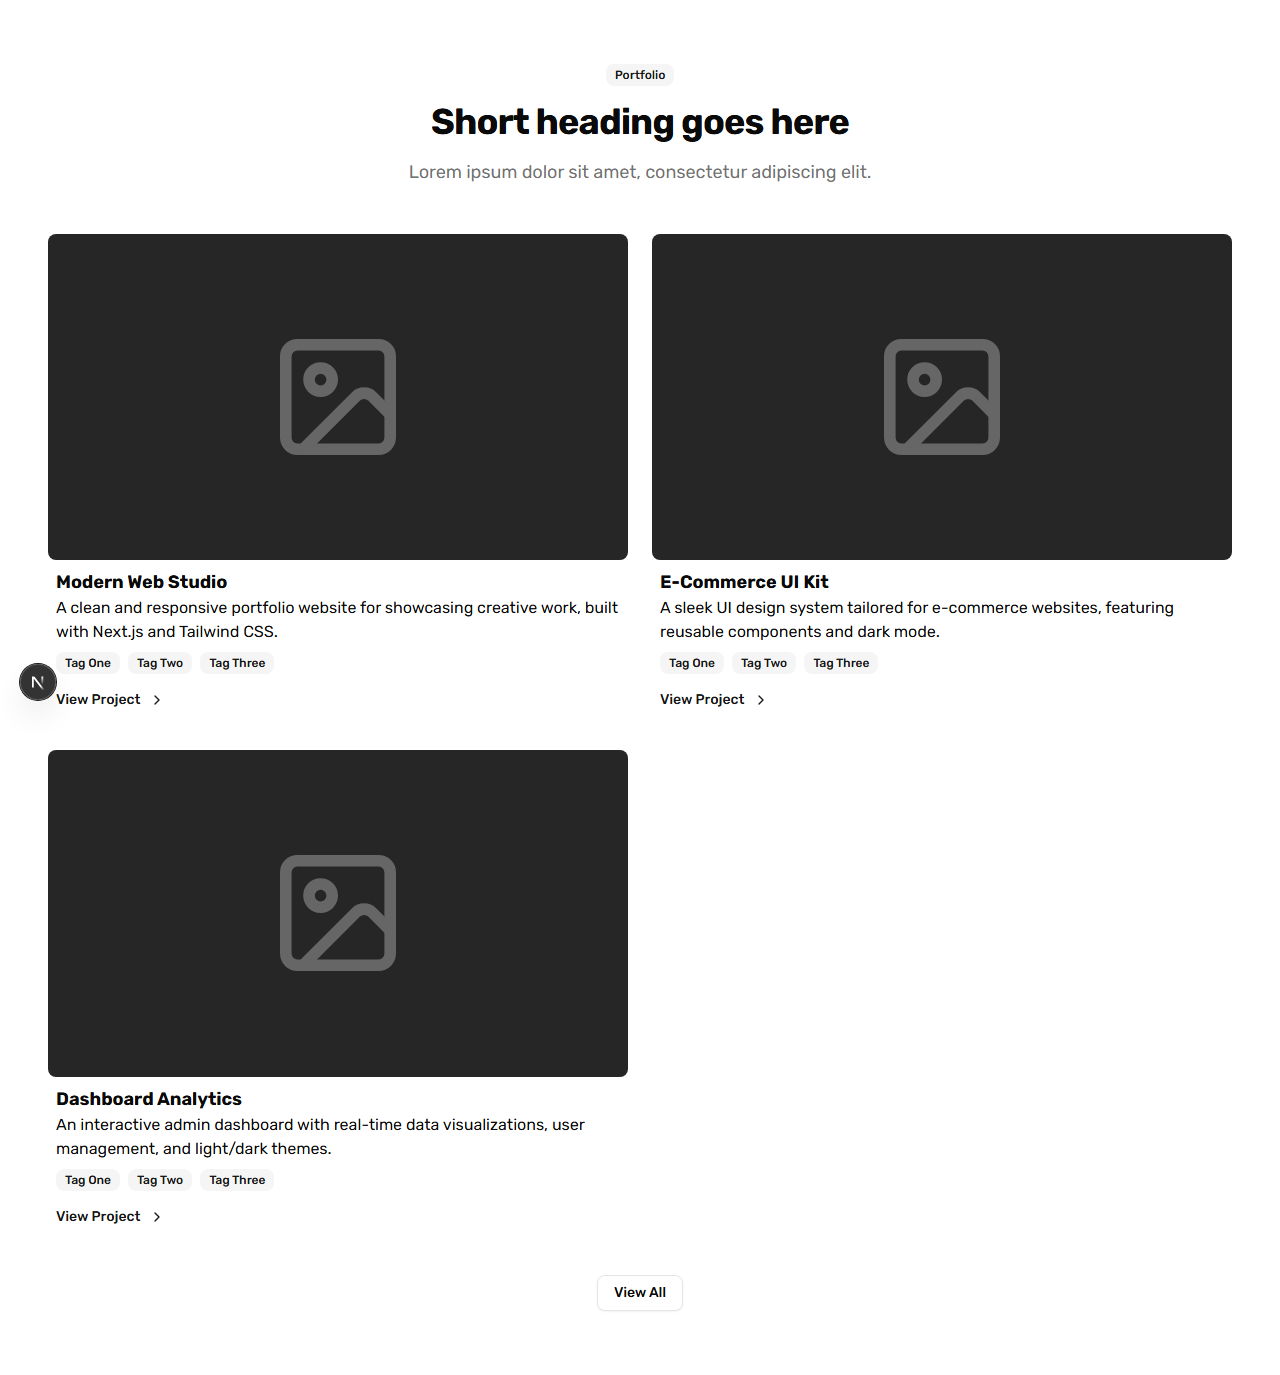 Portfolio
Short heading goes here
Lorem ipsum dolor sit amet, consectetur adipiscing elit.
Modern Web Studio
A clean and responsive portfolio website for showcasing creative work, built
with Next.js and Tailwind CSS.
Tag One Tag Two Tag Three
View Project
E-Commerce UI Kit
A sleek UI design system tailored for e-commerce websites, featuring
reusable components and dark mode.
Tag One Tag Two Tag Three
View Project
N
Dashboard Analytics
An interactive admin dashboard with real-time data visualizations, user
management, and light/dark themes.
Tag One Tag Two Tag Three
View Project
View All